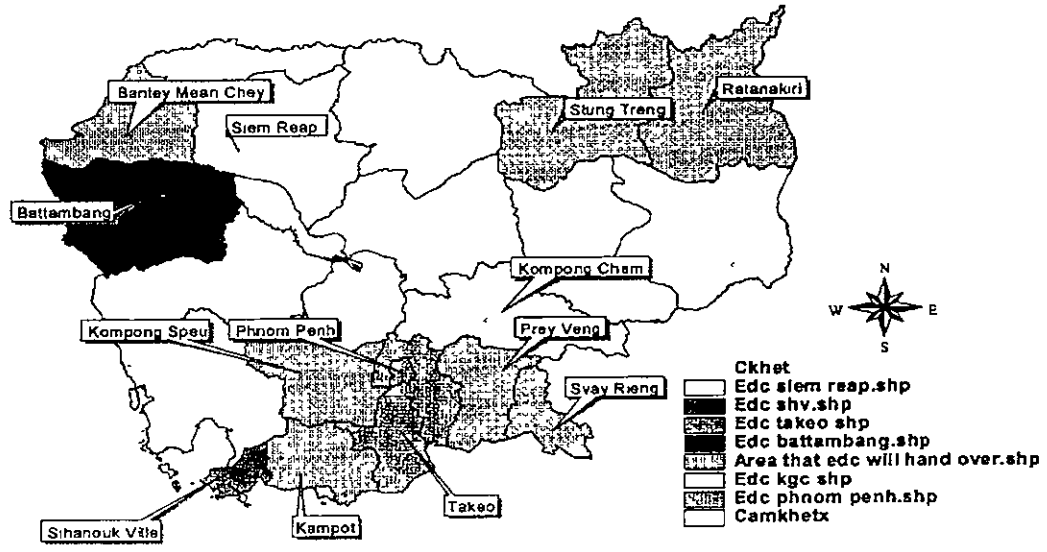 Bantey Mean Chey
Siem Reap
Stung Treng
Ratanakiri
Battambang
Kompong Cham
Kompong Speu
Phnom Penh
Prey Veng
Svay Rieng
Sihanouk Ville
Kampot
Takeo
N
W E
S
Ckhet
Edc siem reap.shp
Edc shv.shp
Edc takeo shp
Edc battambang.shp
Area that edc will hand over.shp
Edc kgc shp
Edc phnom penh.shp
Camkhetx